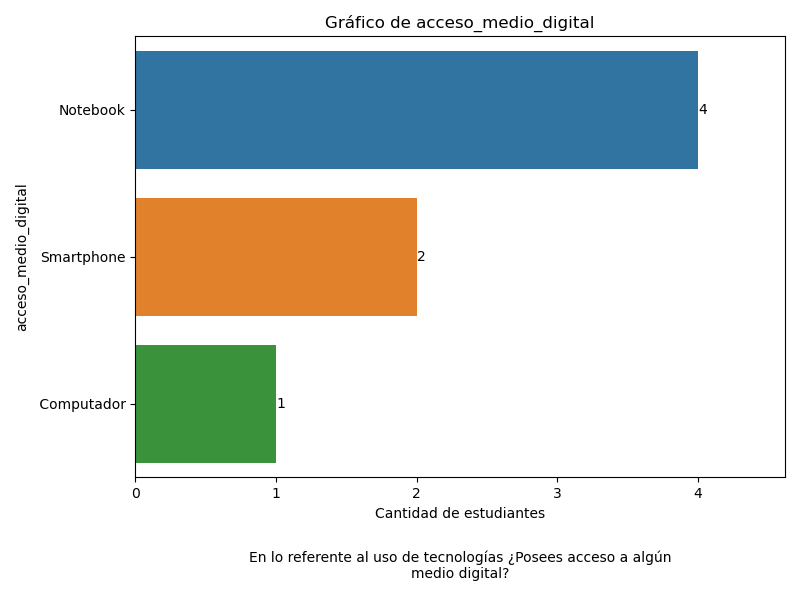 Gráfico de acceso_medio_digital
acceso_medio_digital
Notebook
4
Smartphone
2
Computador
1
0 1 2 3 4
Cantidad de estudiantes
En lo referente al uso de tecnologías ¿Posees acceso a algún
medio digital?